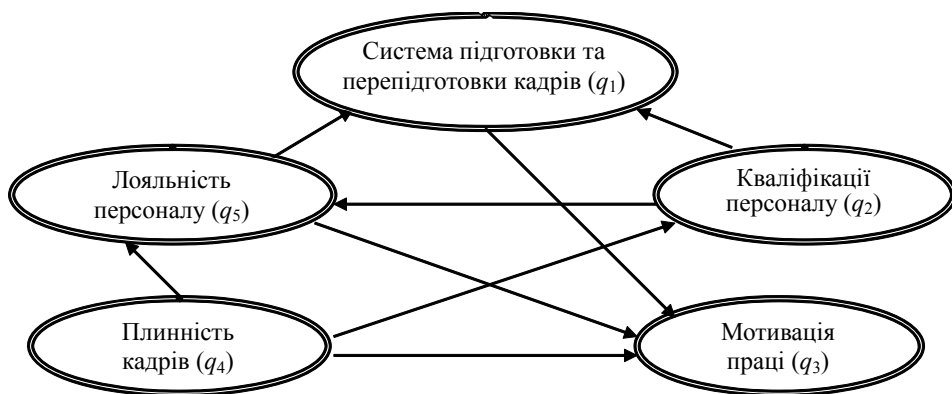 Система підготовки та
перепідготовки кадрів (q1)
Лояльність
персоналу (q5)
Кваліфікації
персоналу (q2)
Плинність
кадрів (q4)
Мотивація
праці (q3)